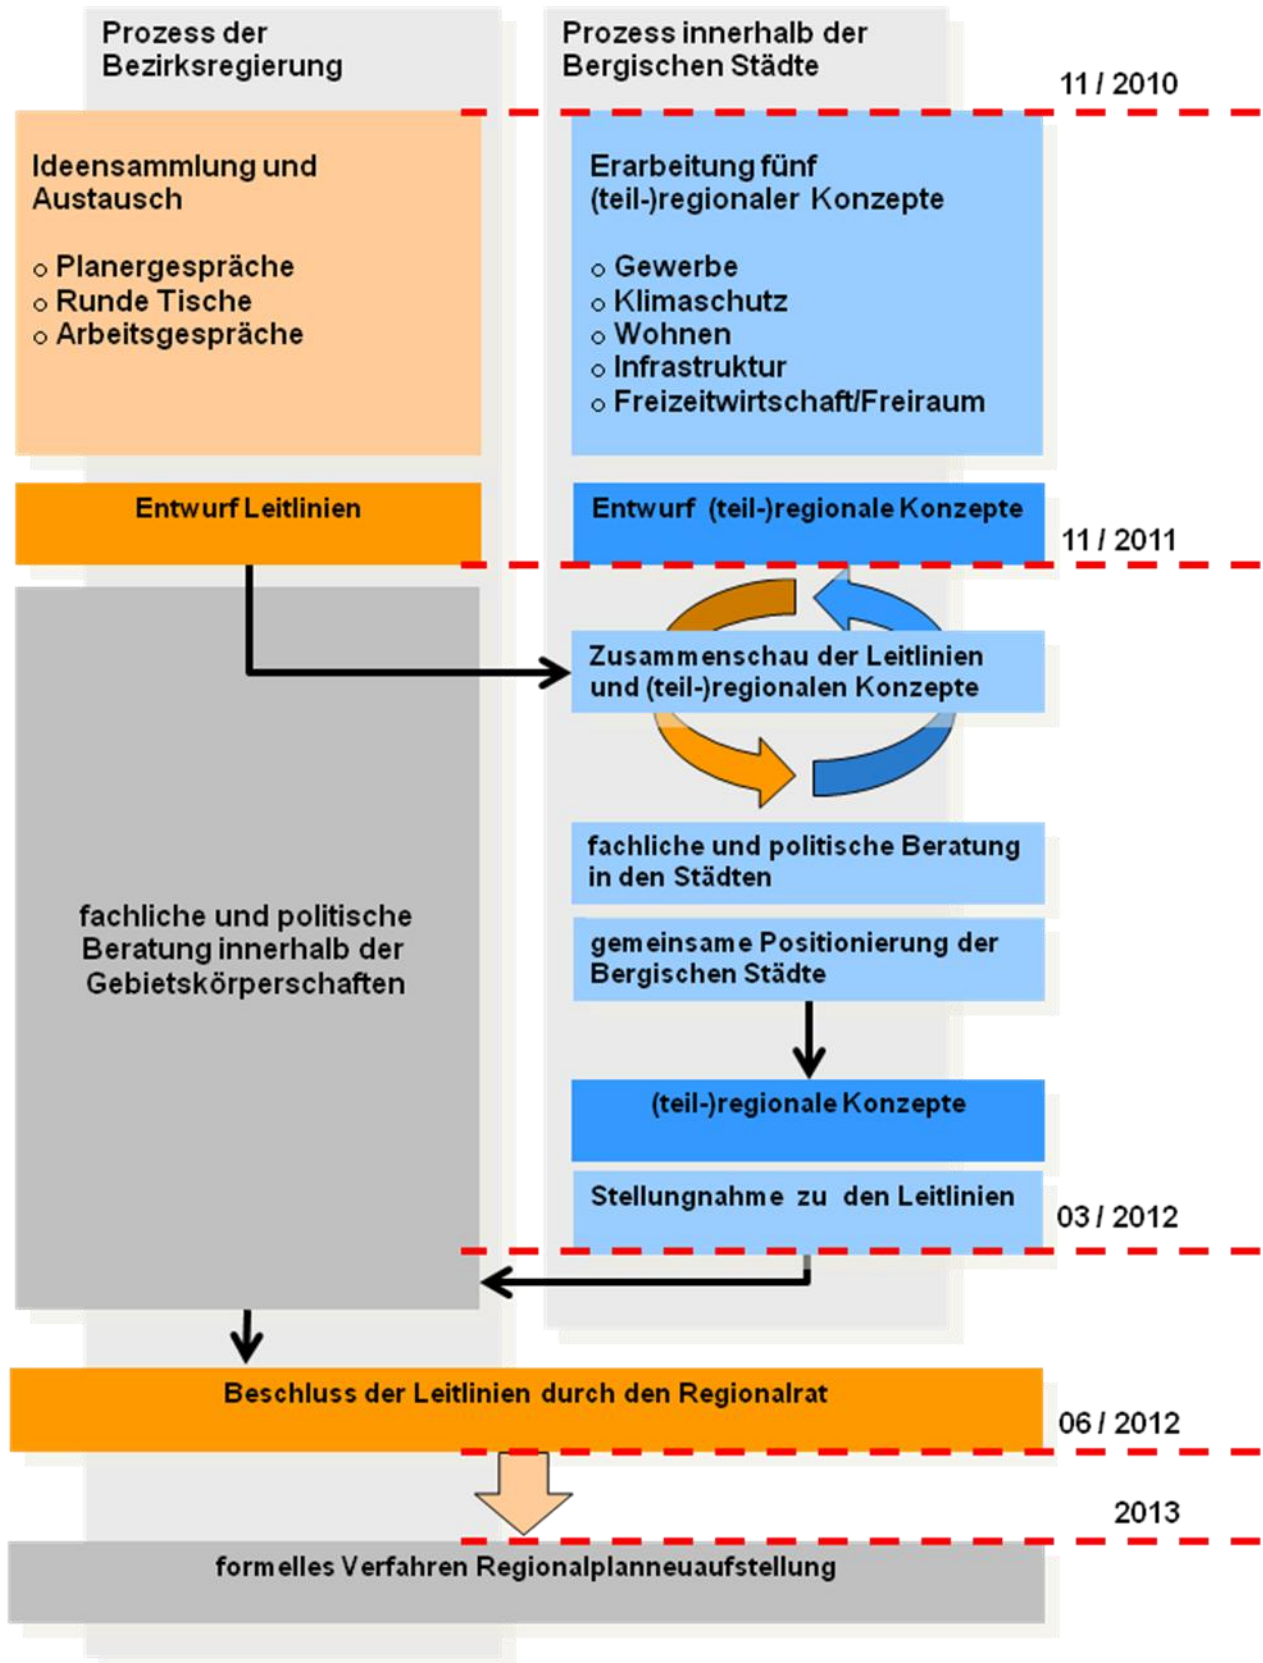 Prozess der
Bezirksregierung
Prozess innerhalb der
Bergischen Städte
11 / 2010
Ideensammlung und
Austausch
o Planergespräche
o Runde Tische
o Arbeitsgespräche
Erarbeitung fünf
(teil-)regionaler Konzepte
o Gewerbe
o Klimaschutz
o Wohnen
o Infrastruktur
o Freizeitwirtschaft/Freiraum
Entwurf Leitlinien
Entwurf (teil-)regionale Konzepte
11 / 2011
Zusammenschau der Leitlinien
und (teil-)regionalen Konzepte
fachliche und politische Beratung
in den Städten
fachliche und politische
Beratung innerhalb der
Gebietskörperschaften
gemeinsame Positionierung der
Bergischen Städte
(teil-)regionale Konzepte
Stellungnahme zu den Leitlinien
03 / 2012
Beschluss der Leitlinien durch den Regionalrat
06 / 2012
2013
formelles Verfahren Regionalplanneuaufstellung